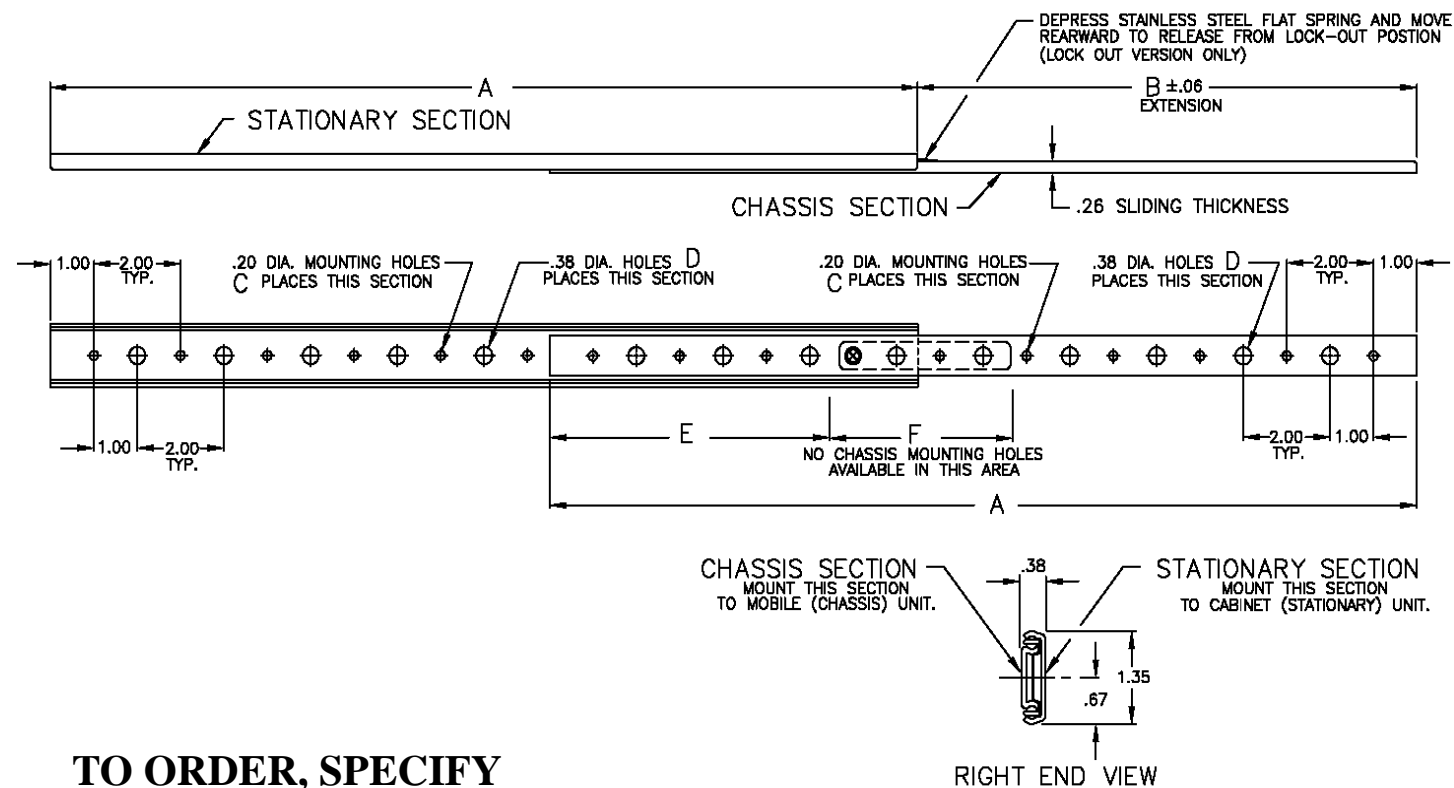 DEPRESS STAINLESS STEEL FLAT SPRING AND MOVE
REARWARD TO RELEASE FROM LOCK-OUT POSTION
(LOCK OUT VERSION ONLY)
A
B ±.06
EXTENSION
STATIONARY SECTION
CHASSIS SECTION
.26 SLIDING THICKNESS
1.00
2.00
TYP.
.20 DIA. MOUNTING HOLES
C PLACES THIS SECTION
.38 DIA. HOLES D
PLACES THIS SECTION
.20 DIA. MOUNTING HOLES
C PLACES THIS SECTION
.38 DIA. HOLES D
PLACES THIS SECTION
2.00
TYP.
1.00
1.00
2.00
TYP.
E
F
NO CHASSIS MOUNTING HOLES
AVAILABLE IN THIS AREA
2.00
TYP.
1.00
A
CHASSIS SECTION
MOUNT THIS SECTION
TO MOBILE (CHASSIS) UNIT.
.38
STATIONARY SECTION
MOUNT THIS SECTION
TO CABINET (STATIONARY) UNIT.
1.35
.67
RIGHT END VIEW
TO ORDER, SPECIFY